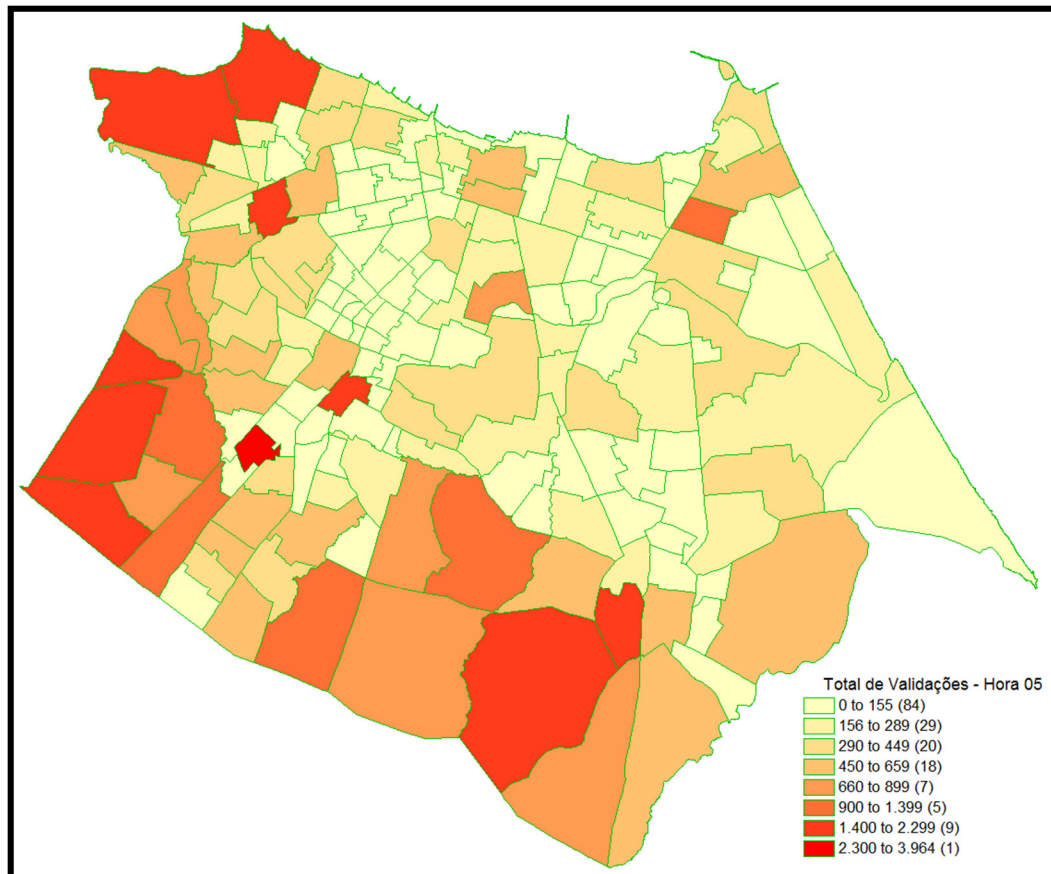 Total de Validações - Hora 05
0 to 155 (84)
156 to 289 (29)
290 to 449 (20)
450 to 659 (18)
660 to 899 (7)
900 to 1.399 (5)
1.400 to 2.299 (9)
2.300 to 3.964 (1)